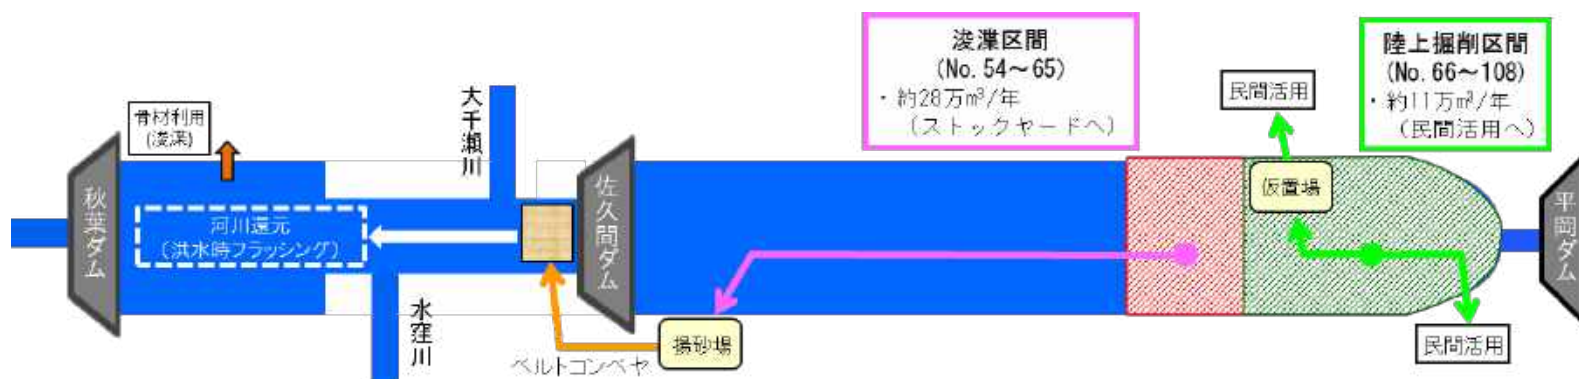 浚渫区間
(No. 54～65)
・約28万m³/年
（ストックヤードへ）
陸上掘削区間
(No. 66～108)
・約11万m³/年
（民間活用へ）
民間活用
骨材利用
(浚渫)
大千瀬川
秋葉ダム
河川還元
（洪水時フラッシング）
佐久間ダム
仮置場
平岡ダム
水窪川
ベルトコンベヤ
揚砂場
民間活用